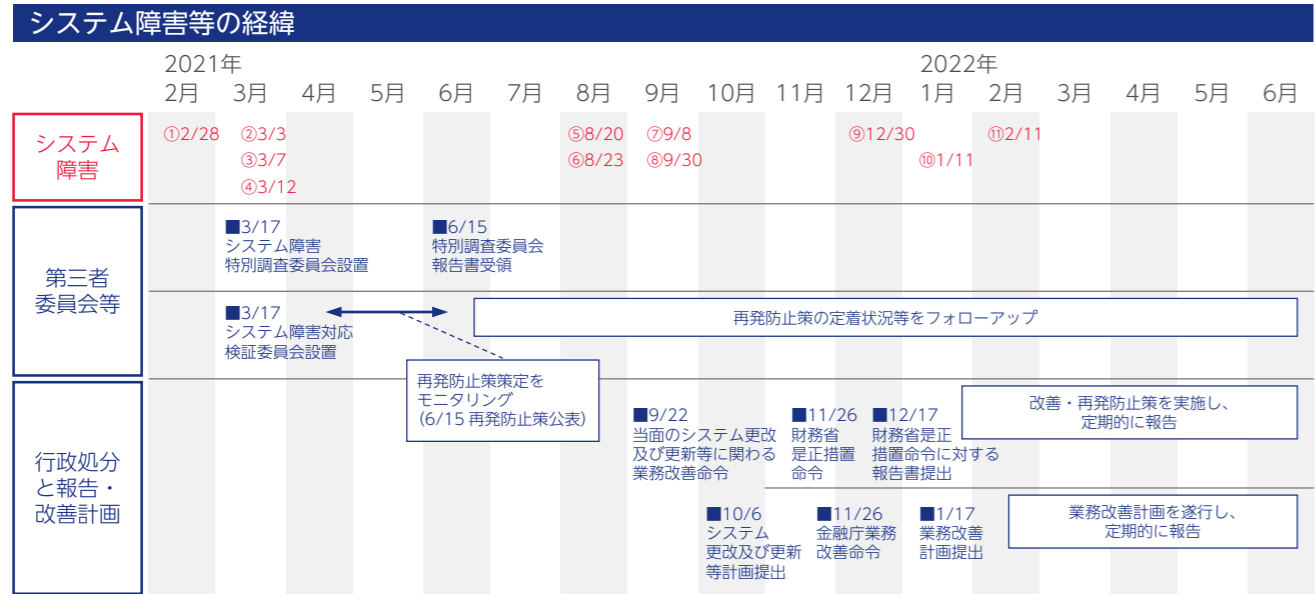 システム障害等の経緯
2021年
2022年
2月 3月 4月 5月 6月 7月 8月 9月 10月 11月 12月 1月 2月 3月 4月 5月 6月
システム
障害
①2/28
②3/3
③3/7
④3/12
⑤8/20
⑥8/23
⑦9/8
⑧9/30
⑨12/30
⑩1/11
⑪2/11
第三者
委員会等
■3/17
システム障害
特別調査委員会設置
■6/15
特別調査委員会
報告書受領
■3/17
システム障害対応
検証委員会設置
再発防止策の定着状況等をフォローアップ
再発防止策策定を
モニタリング
(6/15 再発防止策公表)
行政処分
と報告・
改善計画
■9/22
当面のシステム更改
及び更新等に関わる
業務改善命令
■11/26
財務省
是正措置
命令
■12/17
財務省是正
措置命令に対する
報告書提出
改善・再発防止策を実施し、
定期的に報告
■10/6
システム
更改及び更新
等計画提出
■11/26
金融庁業務
改善命令
■1/17
業務改善
計画提出
業務改善計画を遂行し、
定期的に報告